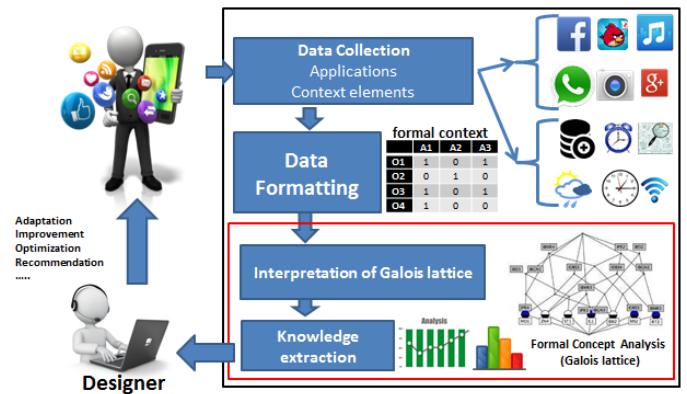 Data Collection
Applications
Context elements
formal context
A1 A2 A3
O1 1 0 1
O2 0 1 0
O3 1 0 1
O4 1 0 0
Data
Formatting
Adaptation
Improvement
Optimization
Recommendation
.....
Interpretation of Galois lattice
Knowledge
extraction
Analysis
Formal Concept Analysis
(Galois lattice)
Designer